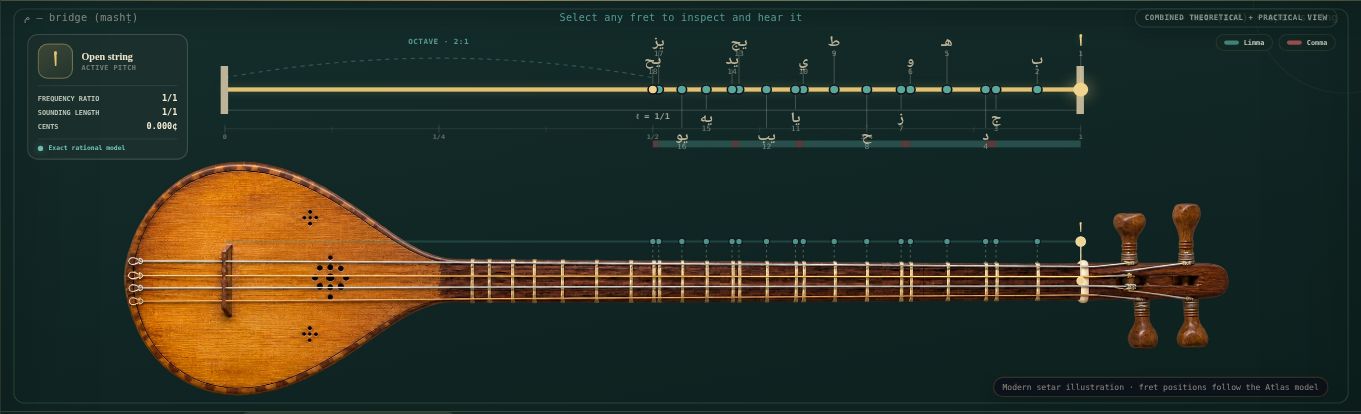 م — bridge (masht)
Select any fret to inspect and hear it
COMBINED THEORETICAL + PRACTICAL VIEW
Limma
Comma
Open string
ACTIVE PITCH
ا
FREQUENCY RATIO 1/1
SOUNDING LENGTH 1/1
CENTS 0.000¢
Exact rational model
OCTAVE · 2:1
يز
17
يح
18
يج
13
يد
14
ط
9
ي
10
هـ
5
و
6
ب
2
ا
1
ℓ = 1/1
يه
15
يو
16
يا
11
يب
12
ز
7
ح
8
ج
3
د
4
0
1/4
1/2
1
ا
Modern setar illustration · fret positions follow the Atlas model